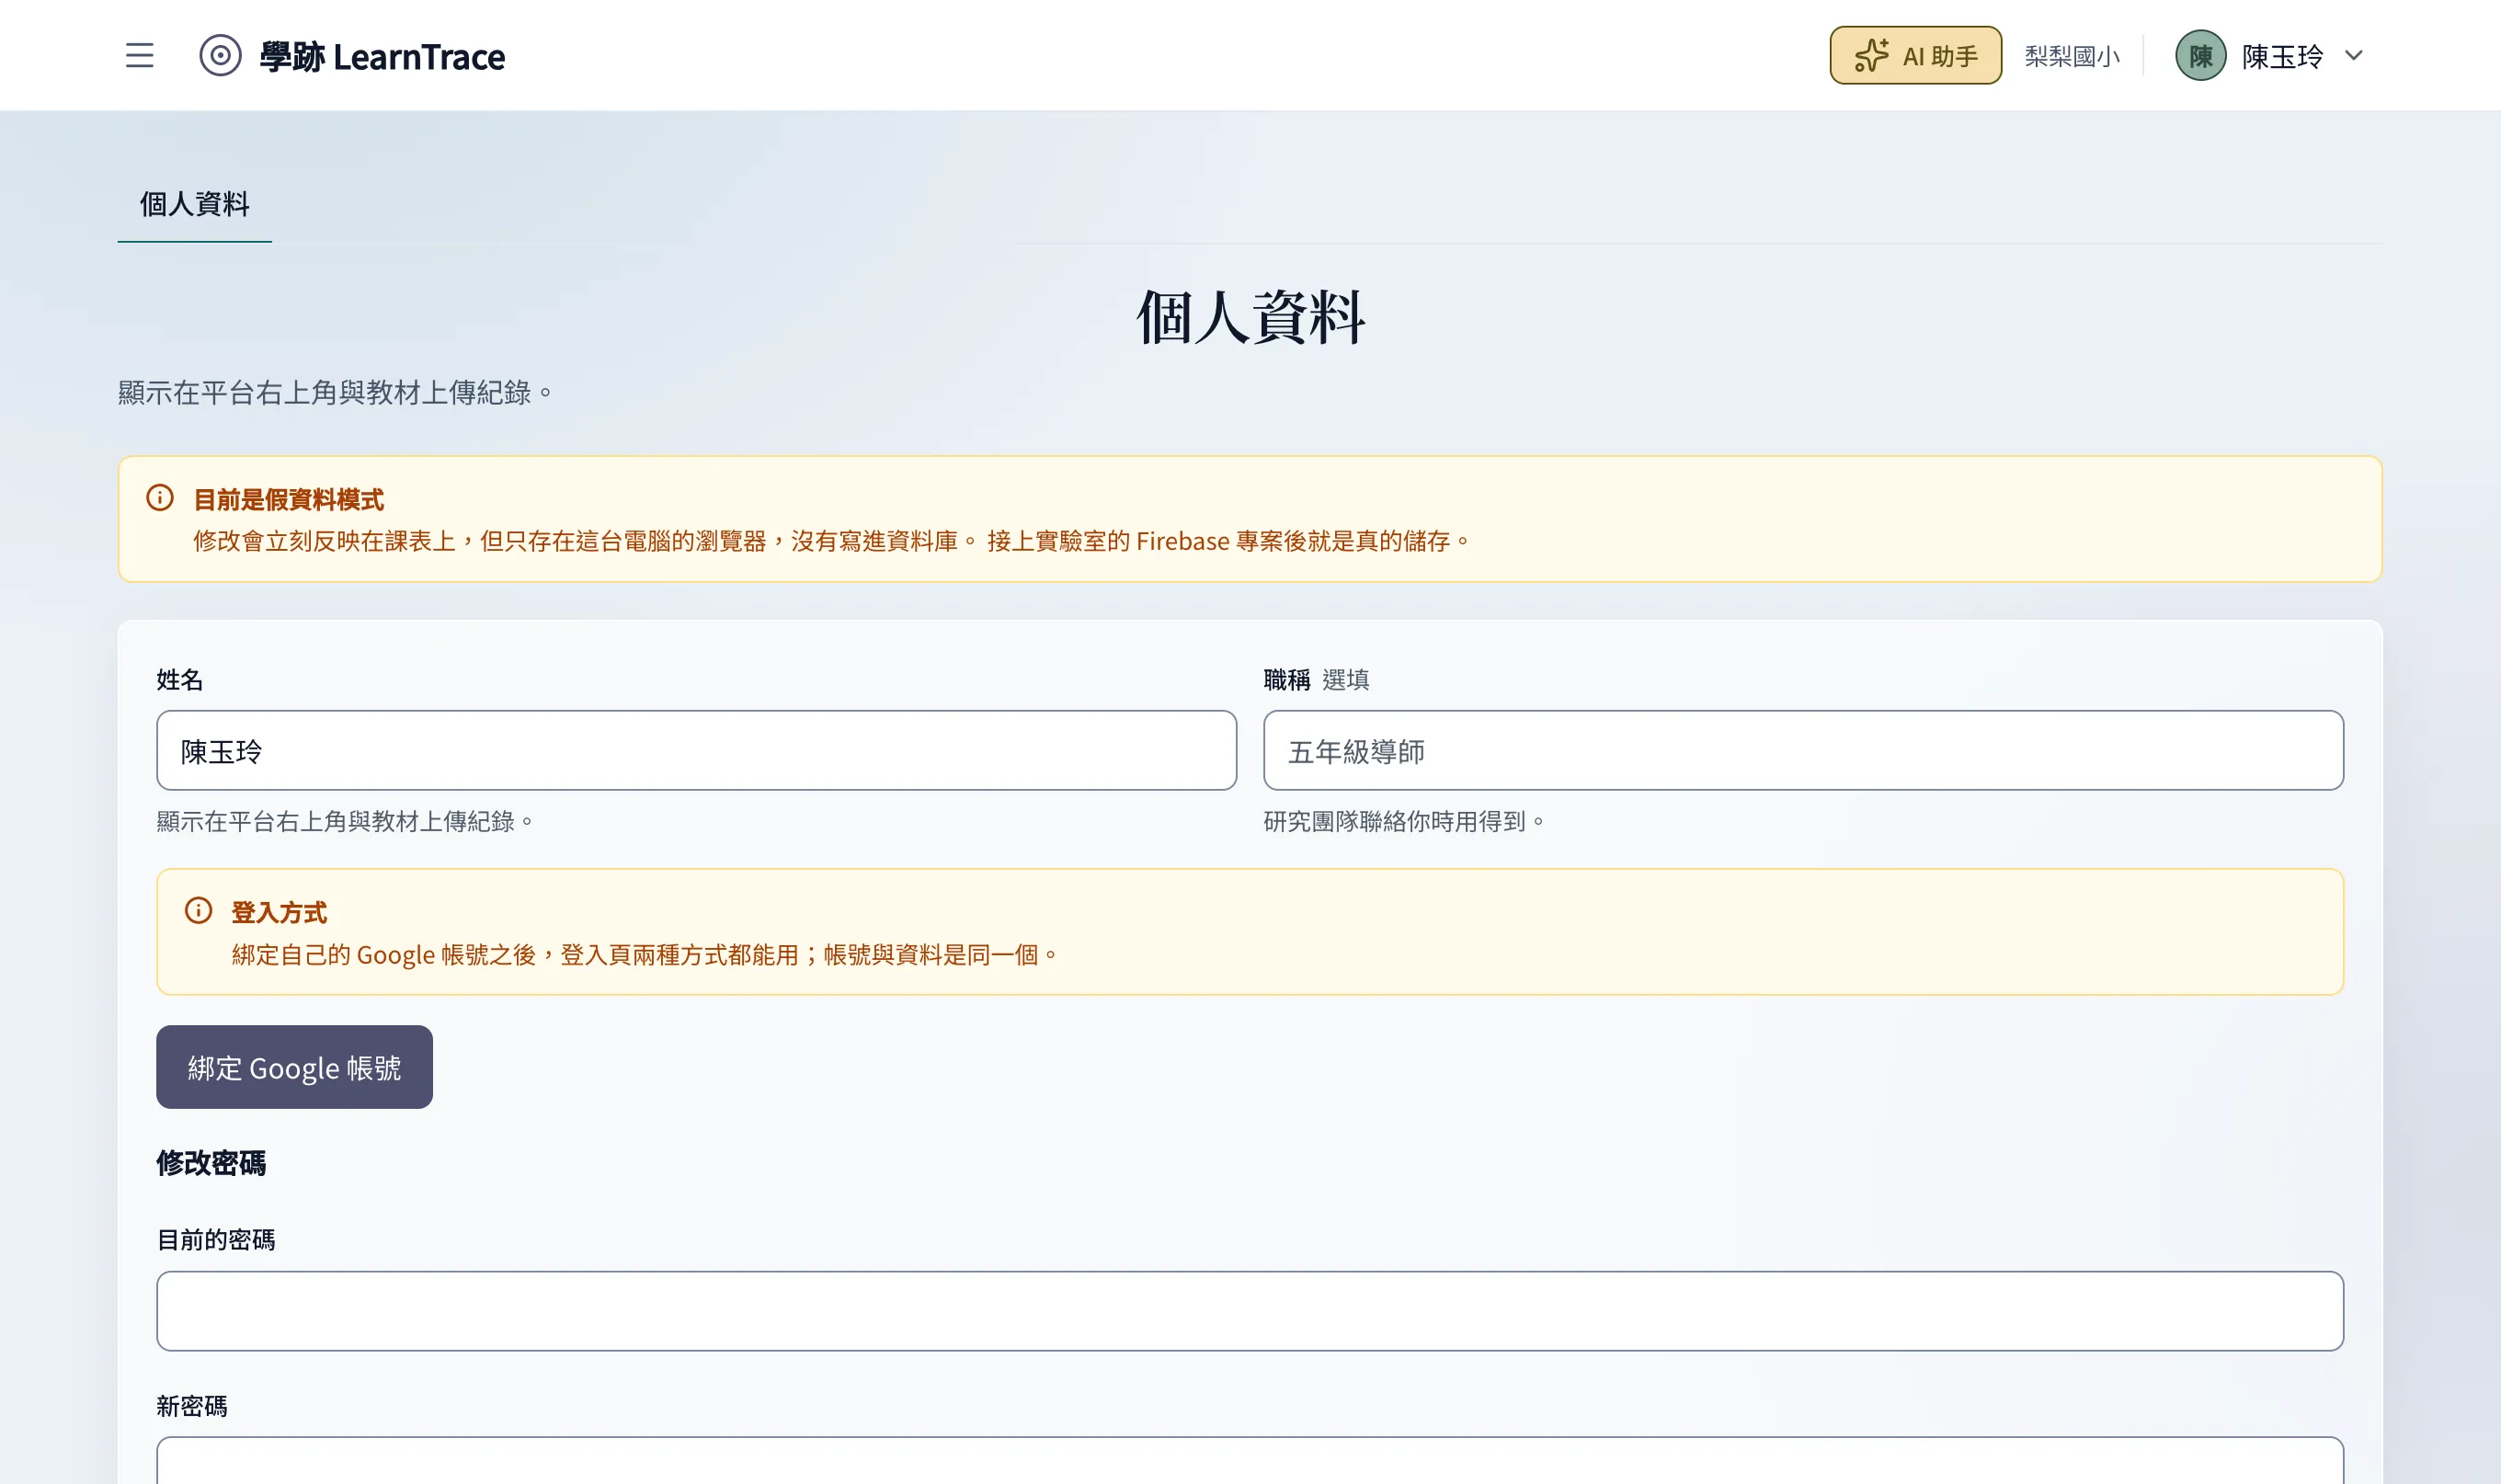 學跡 LearnTrace
AI 助手
梨梨國小
陳
陳玉玲
個人資料
個人資料
顯示在平台右上角與教材上傳紀錄。
目前是假資料模式
修改會立刻反映在課表上，但只存在這台電腦的瀏覽器，沒有寫進資料庫。 接上實驗室的 Firebase 專案後就是真的儲存。
姓名
職稱 選填
陳玉玲
五年級導師
顯示在平台右上角與教材上傳紀錄。
研究團隊聯絡你時用得到。
登入方式
綁定自己的 Google 帳號之後，登入頁兩種方式都能用；帳號與資料是同一個。
綁定 Google 帳號
修改密碼
目前的密碼
新密碼